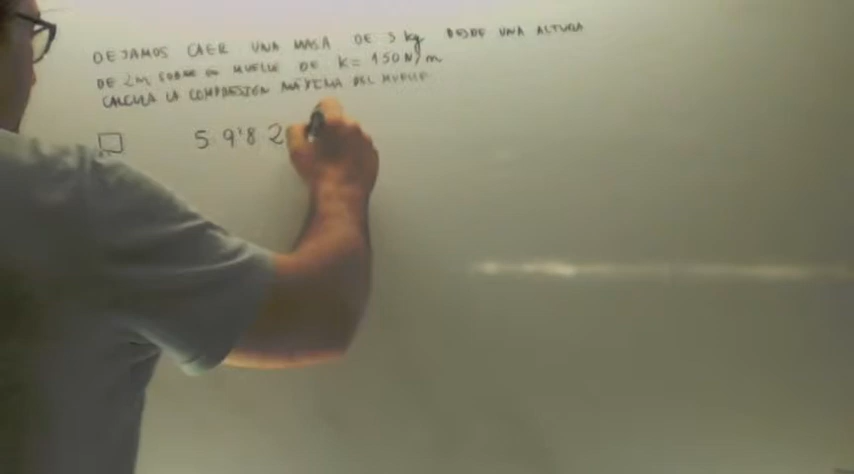 DEJAMOS CAER UNA MASA DE 5 kg DESDE UNA ALTURA
DE 2m SOBRE UN MUELLE DE K= 150 N/m
CALCULA LA COMPRESIÓN MÁXIMA DEL MUELLE
5 9'8 2